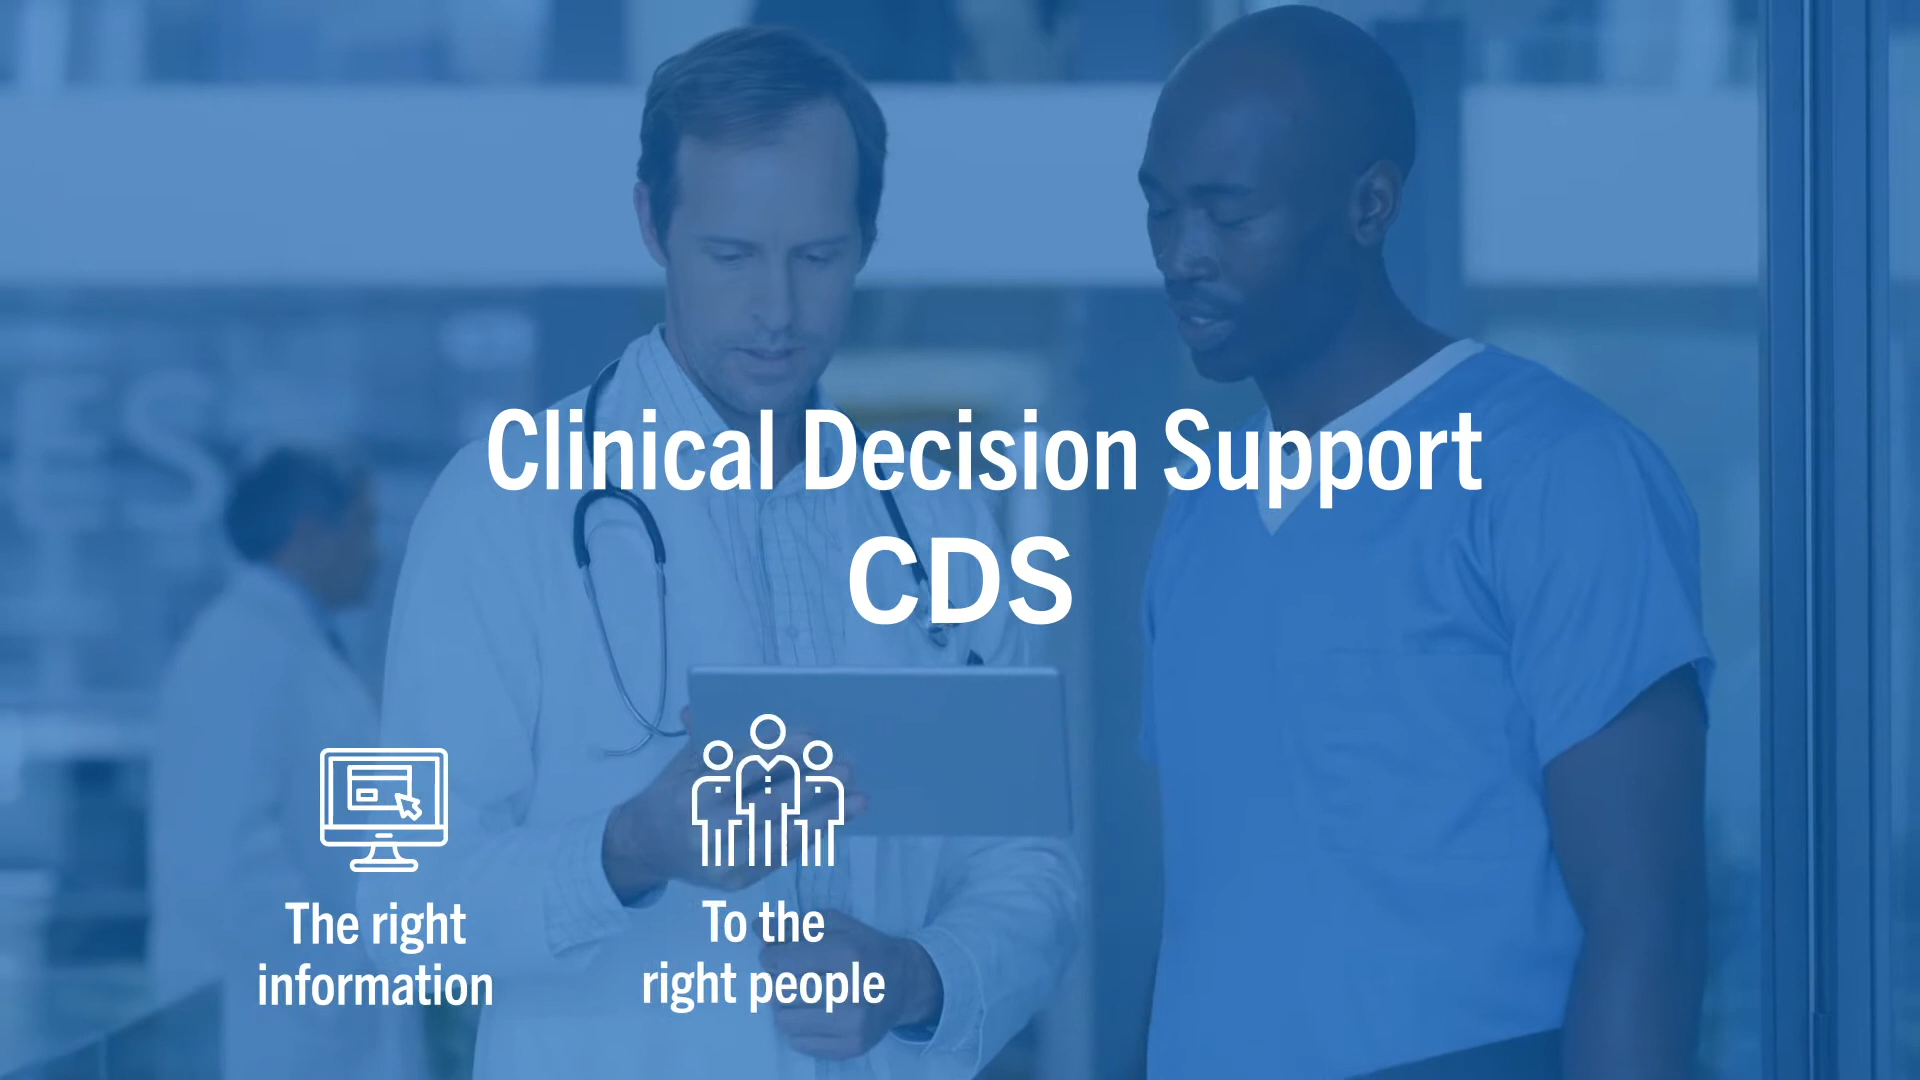 Clinical Decision Support
CDS
The right
information
To the
right people